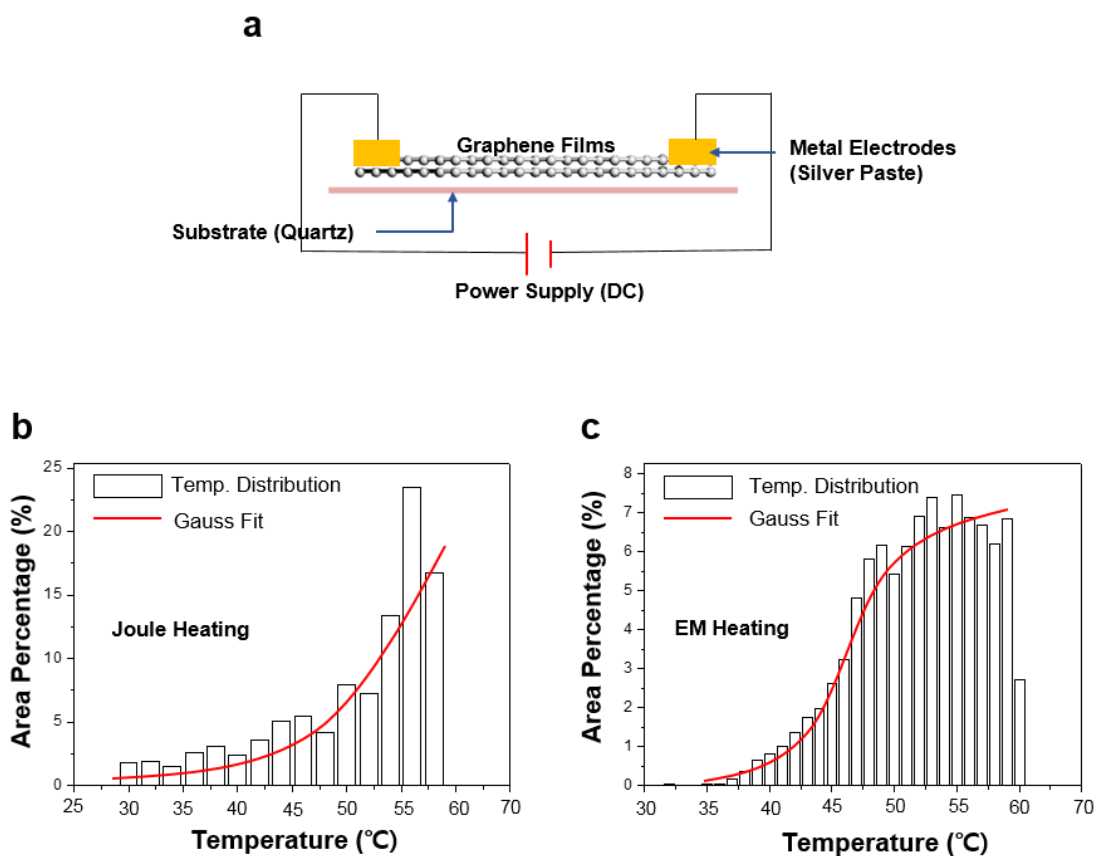 a
Graphene Films
Metal Electrodes
(Silver Paste)
Substrate (Quartz)
Power Supply (DC)
b
25
20
15
10
5
0
25 30 35 40 45 50 55 60 65 70
Area Percentage (%)
Temp. Distribution
Gauss Fit
Joule Heating
Temperature (℃)
c
8
7
6
5
4
3
2
1
0
30 35 40 45 50 55 60 65 70
Area Percentage (%)
Temp. Distribution
Gauss Fit
EM Heating
Temperature (℃)